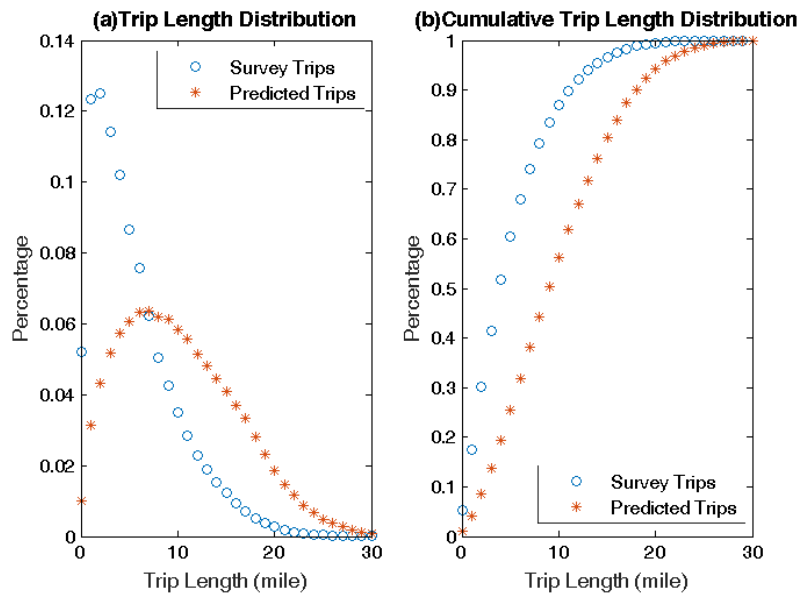 (a)Trip Length Distribution
0.14
0.12
0.1
0.08
0.06
0.04
0.02
0
Percentage
Survey Trips
Predicted Trips
0 10 20 30
Trip Length (mile)
(b)Cumulative Trip Length Distribution
1
0.9
0.8
0.7
0.6
0.5
0.4
0.3
0.2
0.1
0
Percentage
Survey Trips
Predicted Trips
0 10 20 30
Trip Length (mile)